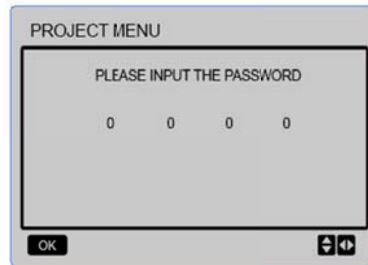 PROJECT MENU
PLEASE INPUT THE PASSWORD
0 0 0 0
OK